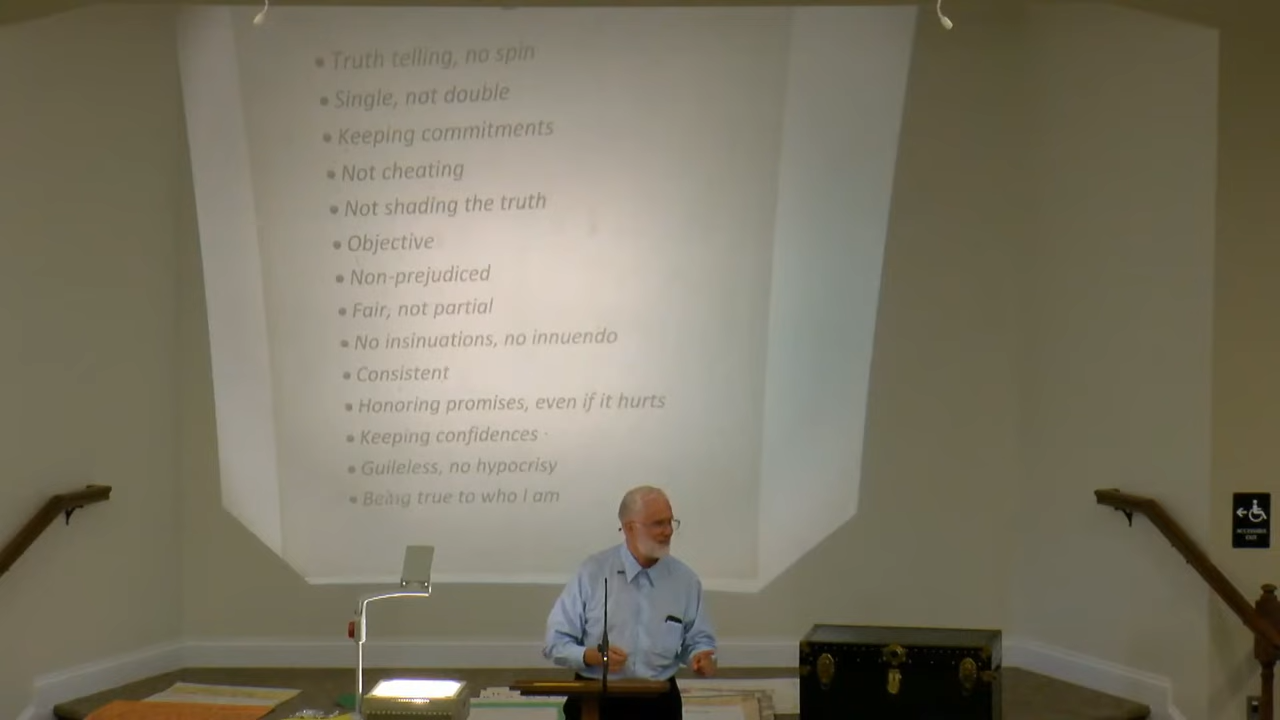 • Truth telling, no spin
• Single, not double
• Keeping commitments
• Not cheating
• Not shading the truth
• Objective
• Non-prejudiced
• Fair, not partial
• No insinuations, no innuendo
• Consistent
• Honoring promises, even if it hurts
• Keeping confidences
• Guileless, no hypocrisy
• Being true to who I am
ACCESSIBLE
EXIT